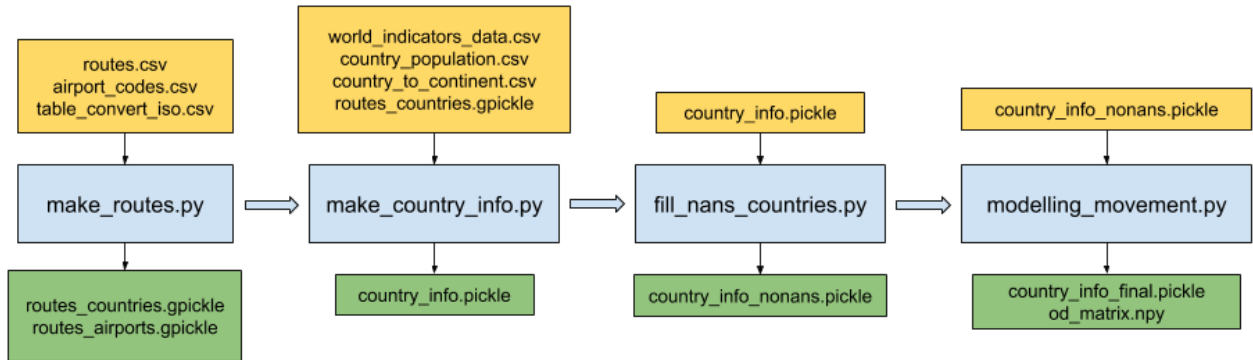 routes.csv
airport_codes.csv
table_convert_iso.csv
make_routes.py
routes_countries.gpickle
routes_airports.gpickle
world_indicators_data.csv
country_population.csv
country_to_continent.csv
routes_countries.gpickle
make_country_info.py
country_info.pickle
country_info.pickle
fill_nans_countries.py
country_info_nonans.pickle
country_info_nonans.pickle
modelling_movement.py
country_info_final.pickle
od_matrix.npy